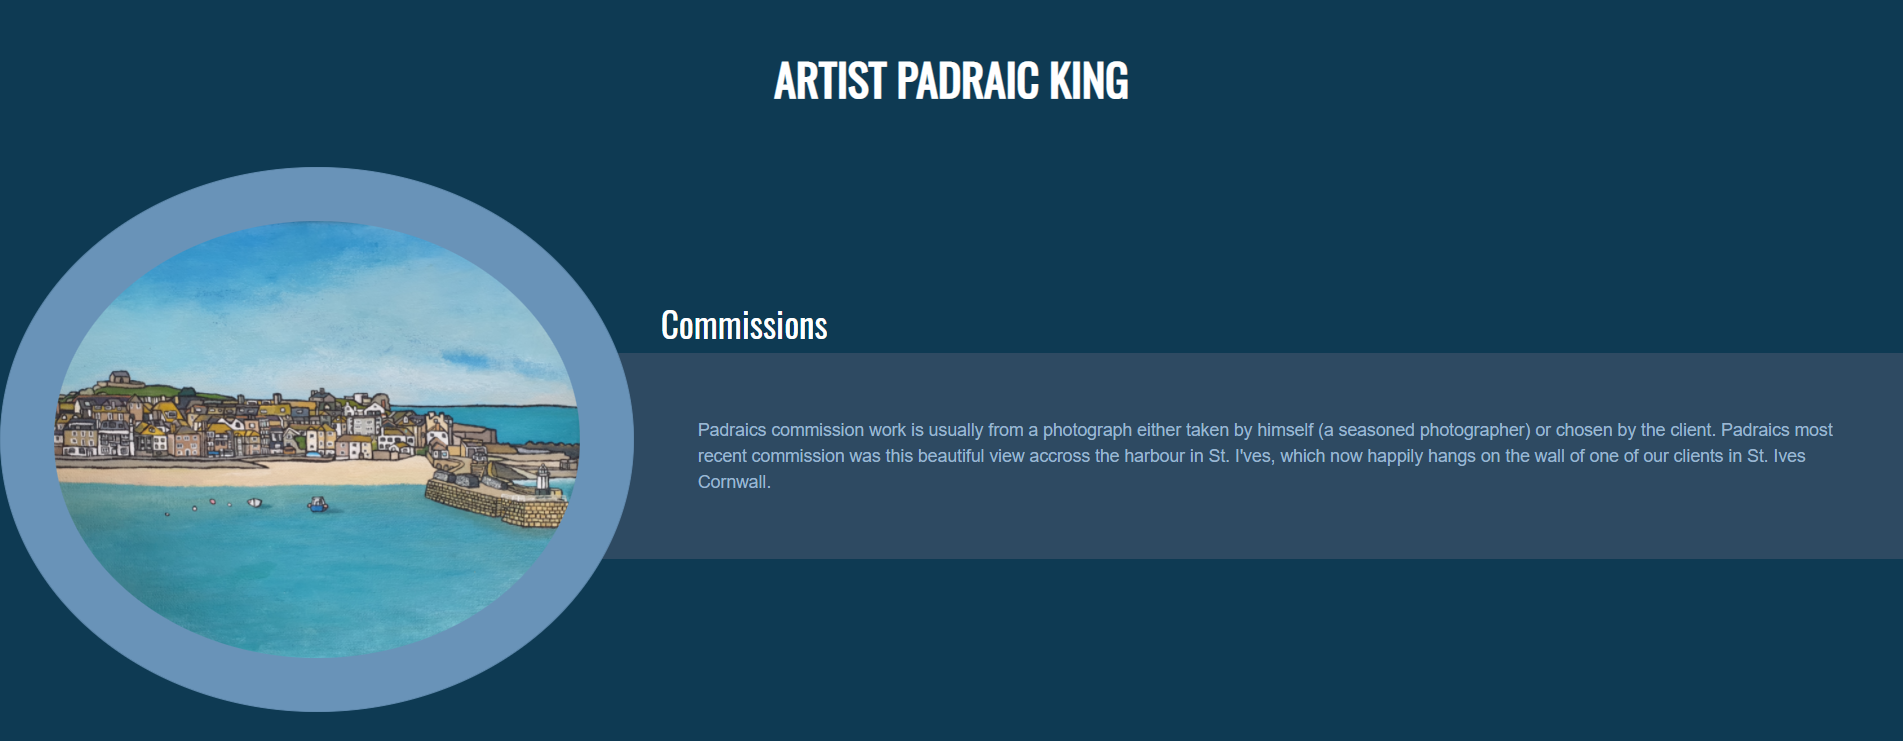 ARTIST PADRAIC KING
Commissions
Padraics commission work is usually from a photograph either taken by himself (a seasoned photographer) or chosen by the client. Padraics most
recent commission was this beautiful view accross the harbour in St. I'ves, which now happily hangs on the wall of one of our clients in St. Ives
Cornwall.